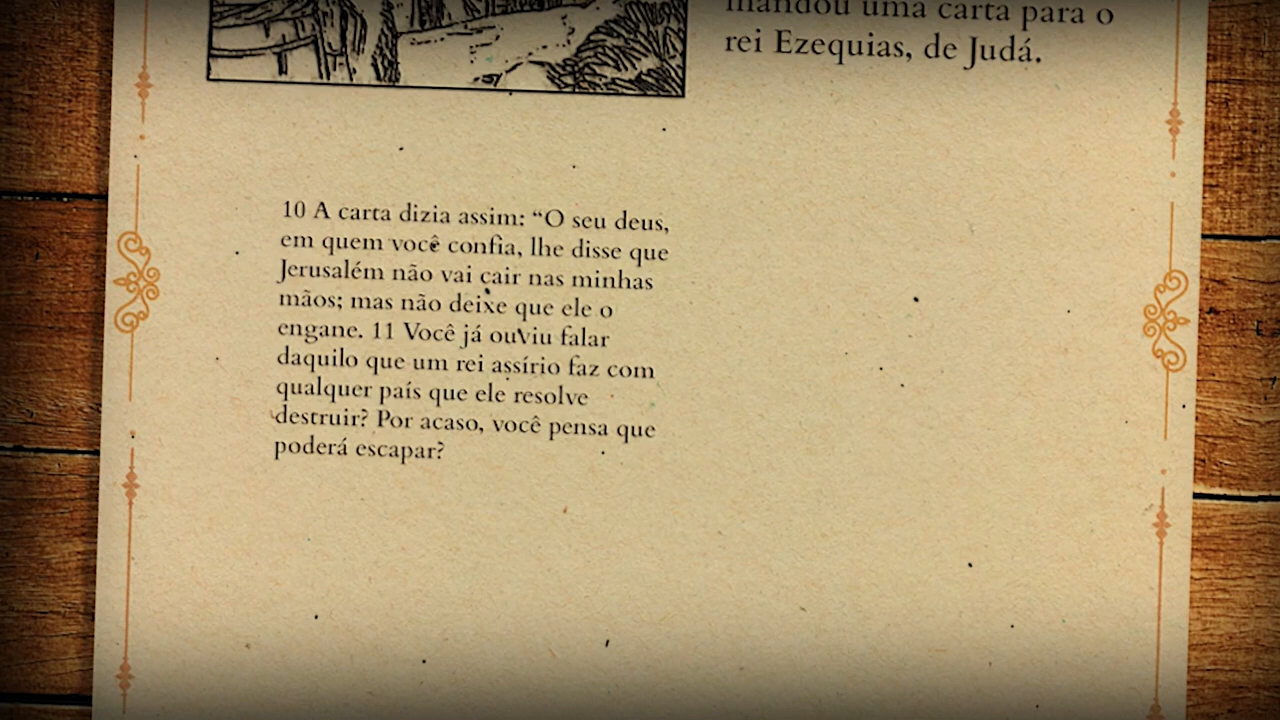 mandou uma carta para o
rei Ezequias, de Judá.
10 A carta dizia assim: “O seu deus,
em quem você confia, lhe disse que
Jerusalém não vai cair nas minhas
mãos; mas não deixe que ele o
engane. 11 Você já ouviu falar
daquilo que um rei assírio faz com
qualquer país que ele resolve
destruir? Por acaso, você pensa que
poderá escapar?